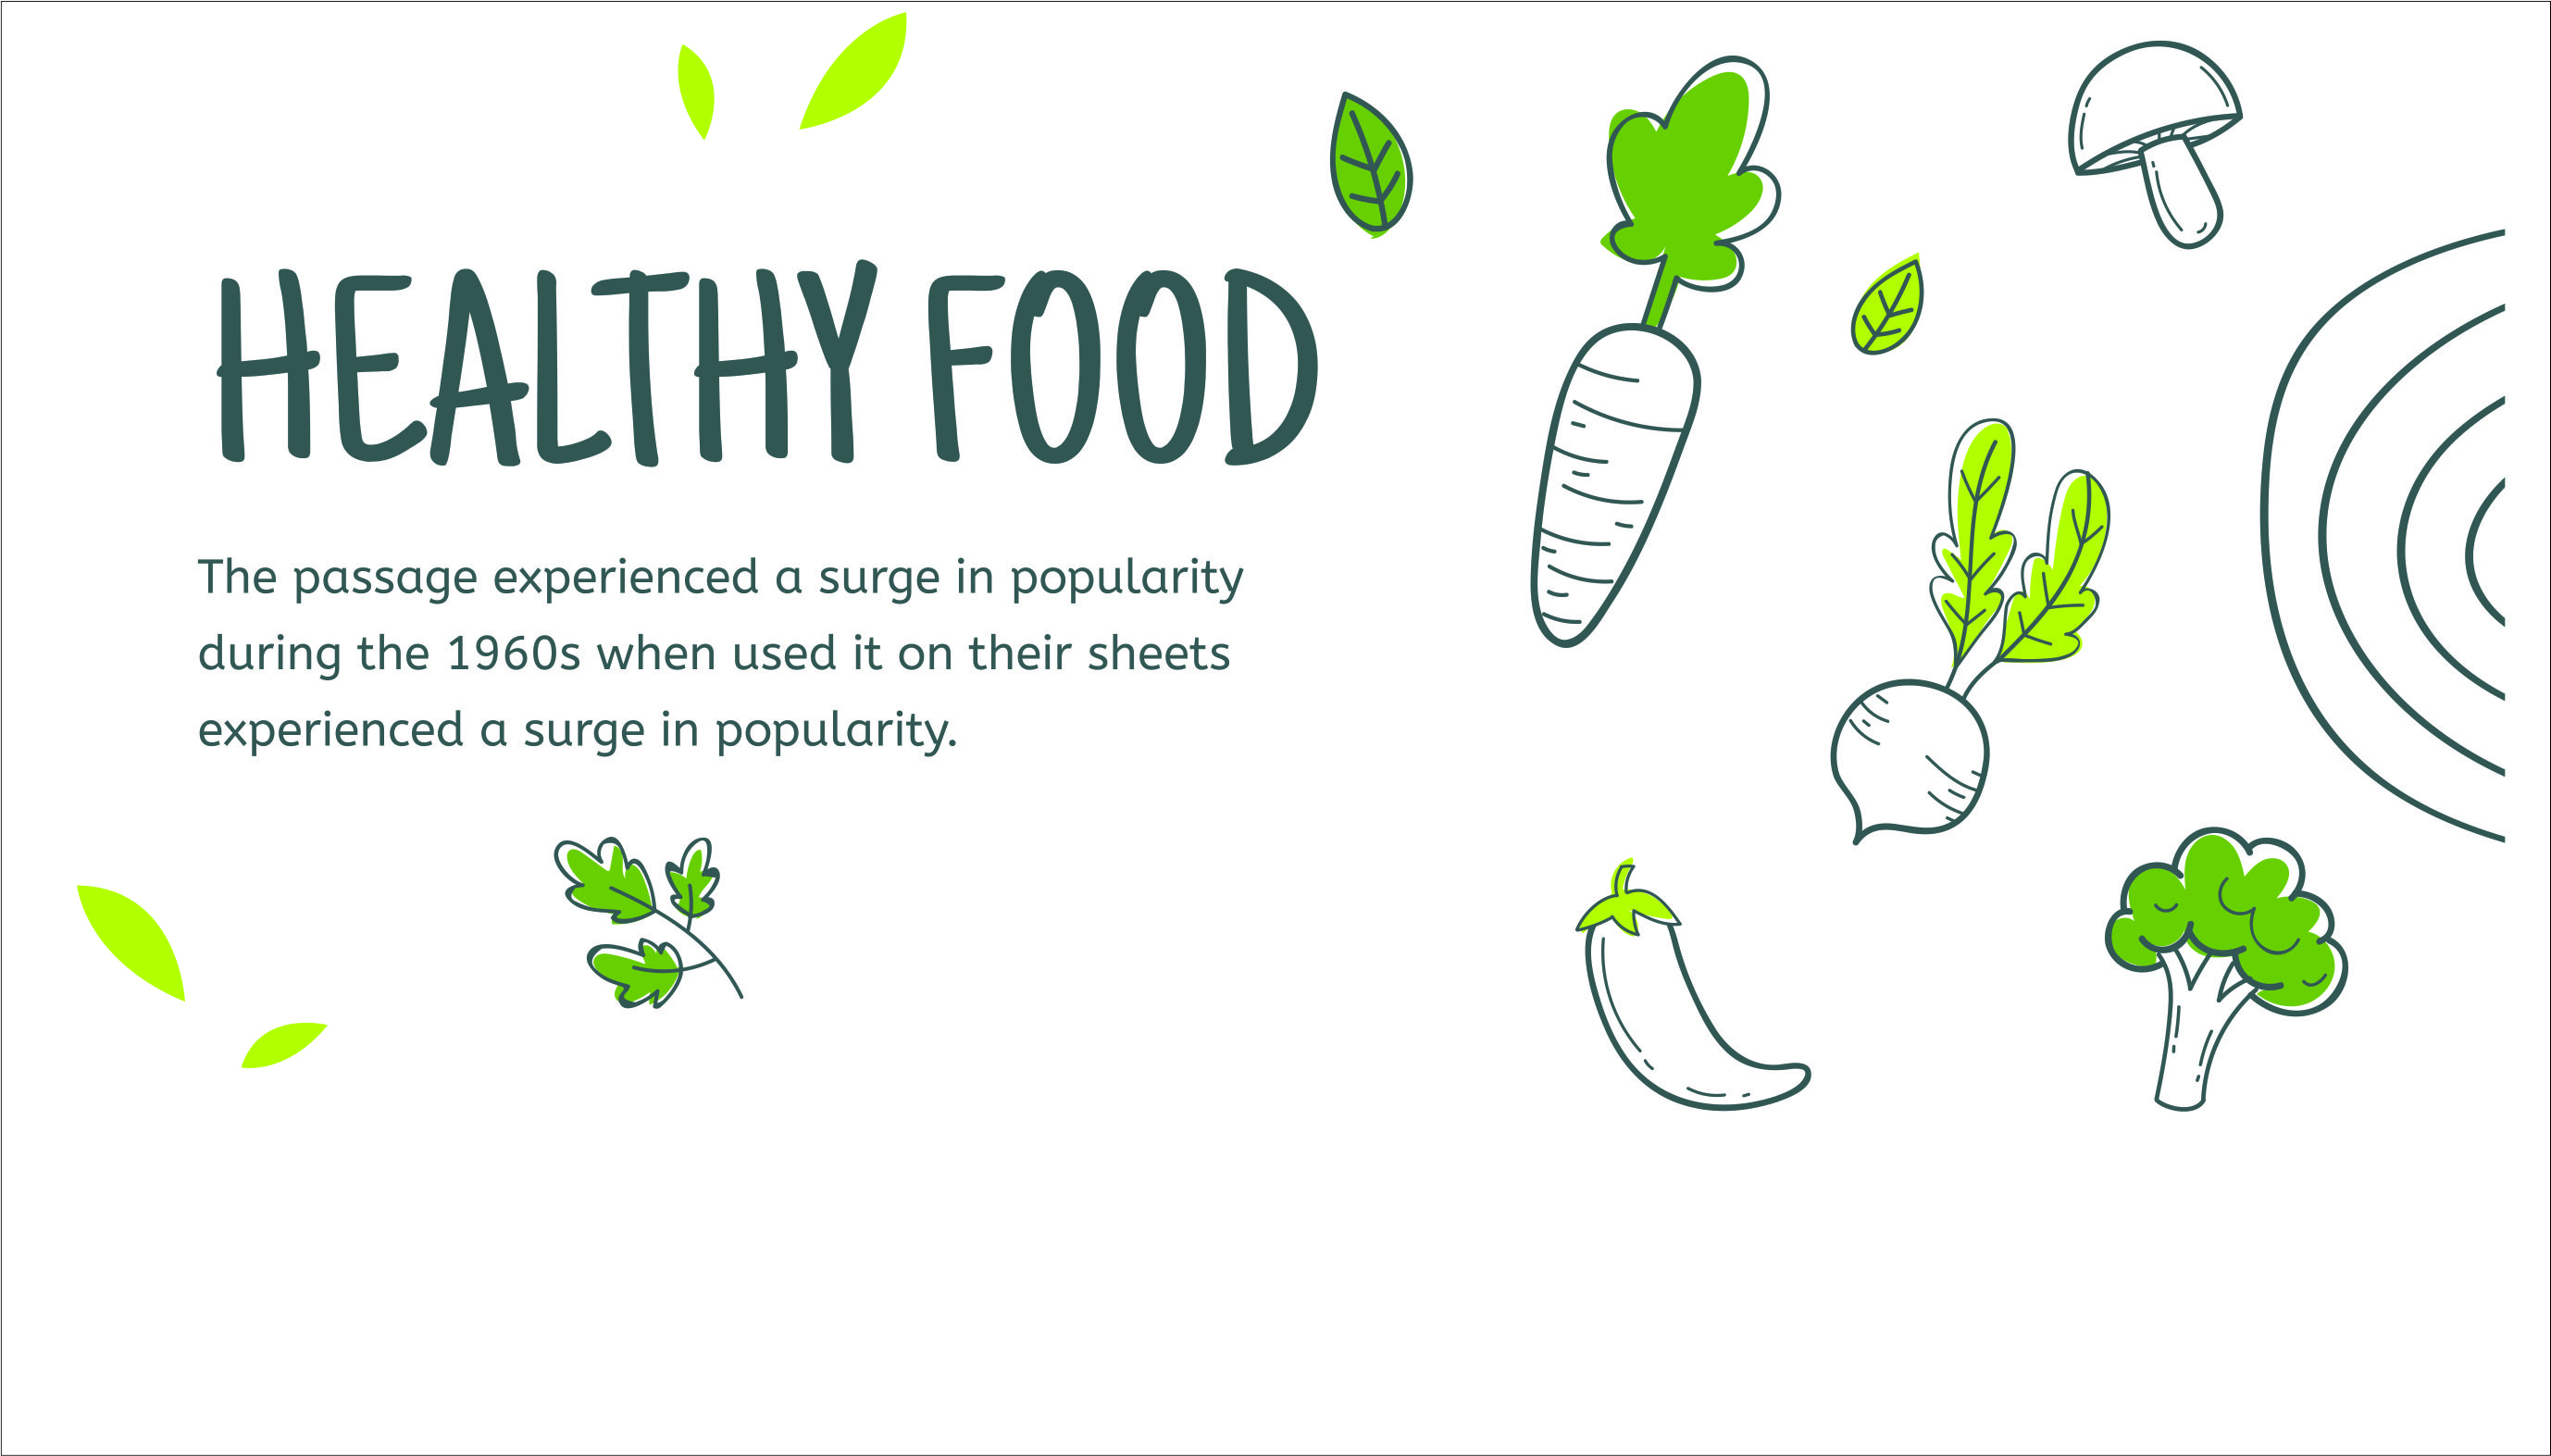 HEALTHY FOOD
The passage experienced a surge in popularity
during the 1960s when used it on their sheets
experienced a surge in popularity.